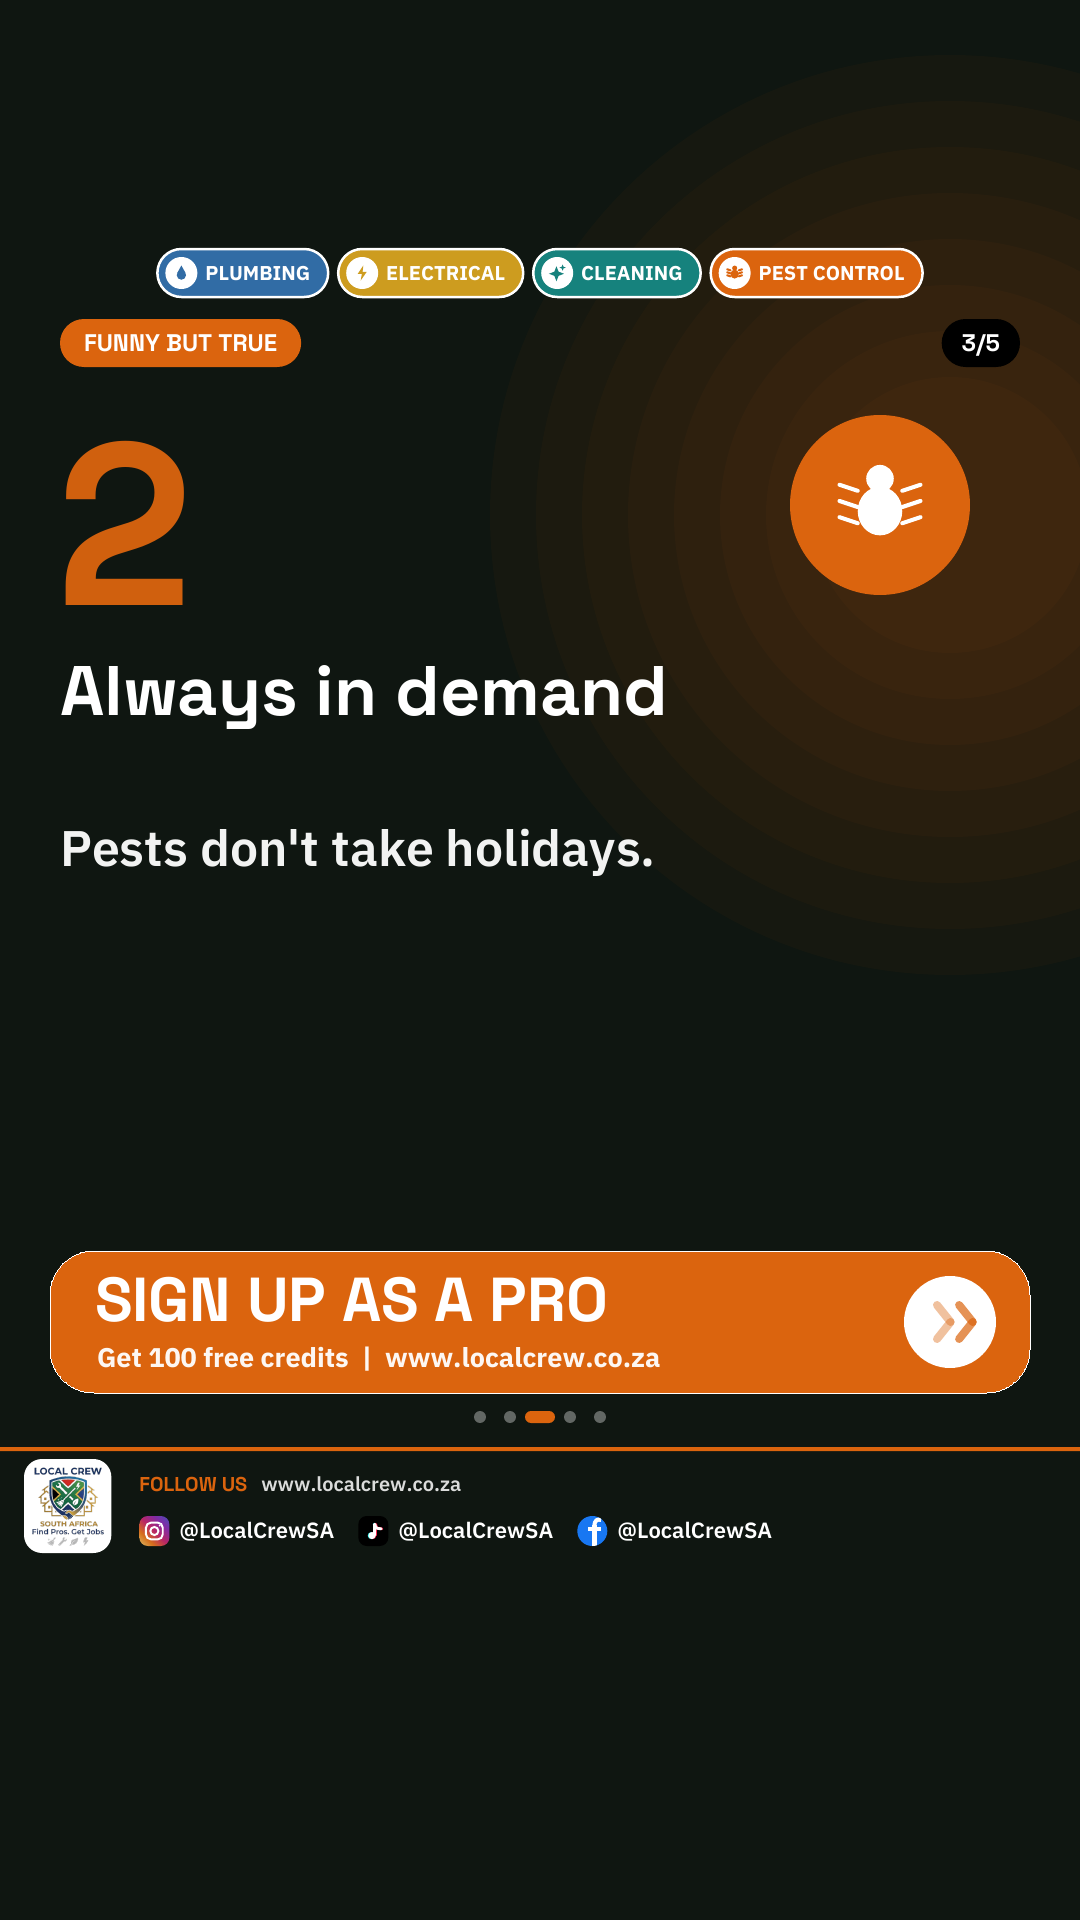 PLUMBING ELECTRICAL CLEANING PEST CONTROL
FUNNY BUT TRUE
3/5
2
Always in demand
Pests don't take holidays.
SIGN UP AS A PRO
Get 100 free credits | www.localcrew.co.za
LOCAL CREW
SOUTH AFRICA
Find Pros. Get Jobs
FOLLOW US www.localcrew.co.za
@LocalCrewSA @LocalCrewSA @LocalCrewSA